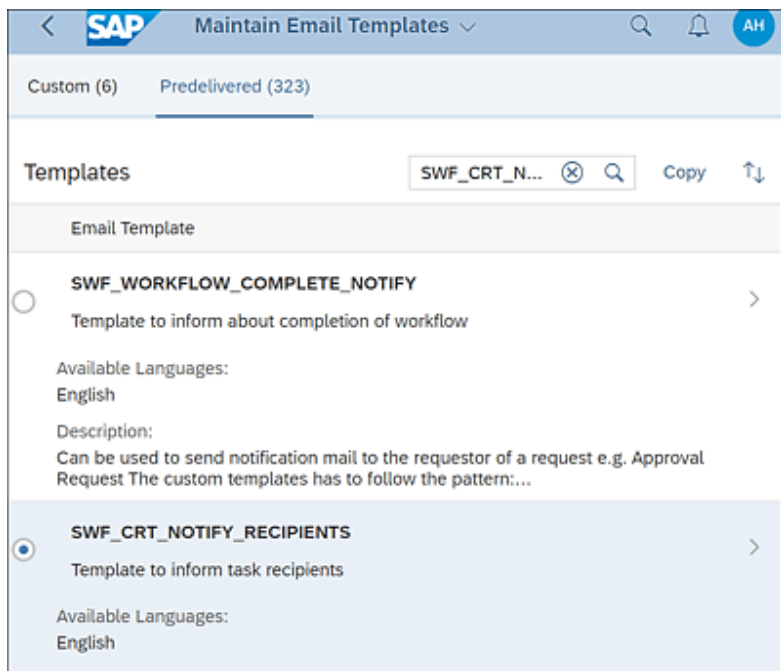 SAP Maintain Email Templates AH
Custom (6) Predelivered (323)
Templates SWF_CRT_N... Copy
Email Template
SWF_WORKFLOW_COMPLETE_NOTIFY
Template to inform about completion of workflow
Available Languages:
English
Description:
Can be used to send notification mail to the requestor of a request e.g. Approval
Request The custom templates has to follow the pattern:...
SWF_CRT_NOTIFY_RECIPIENTS
Template to inform task recipients
Available Languages:
English